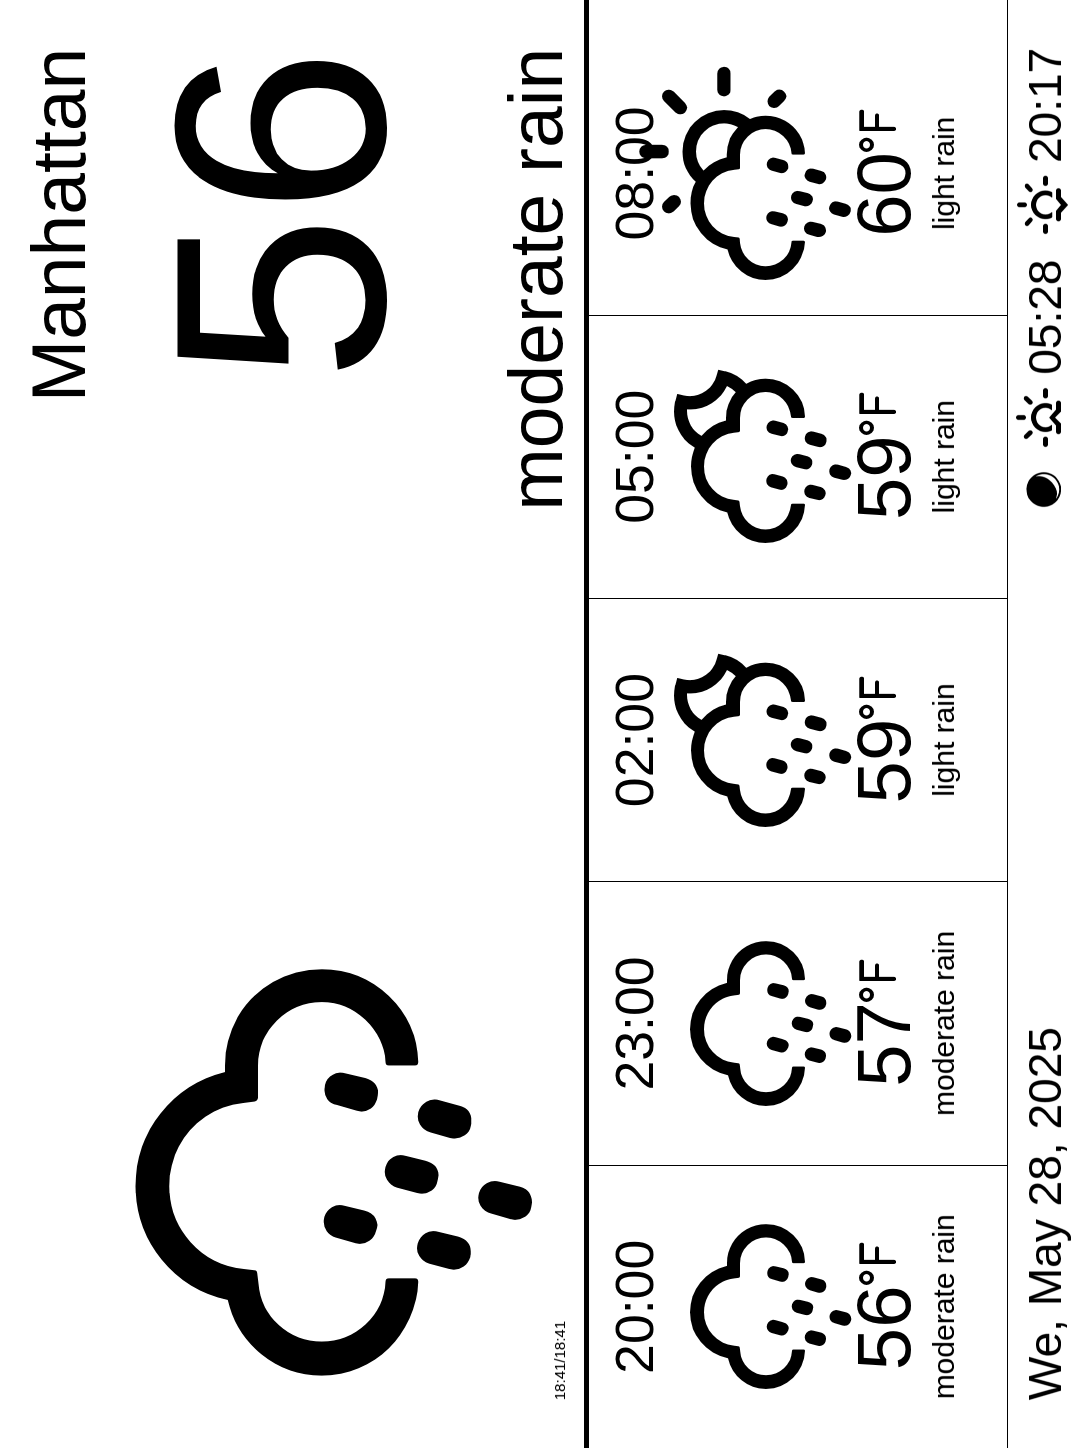 Manhattan
56
moderate rain
18:41/18:41
20:00 23:00 02:00 05:00 08:00
56°F 57°F 59°F 59°F 60°F
moderate rain moderate rain light rain light rain light rain
We, May 28, 2025 05:28 20:17